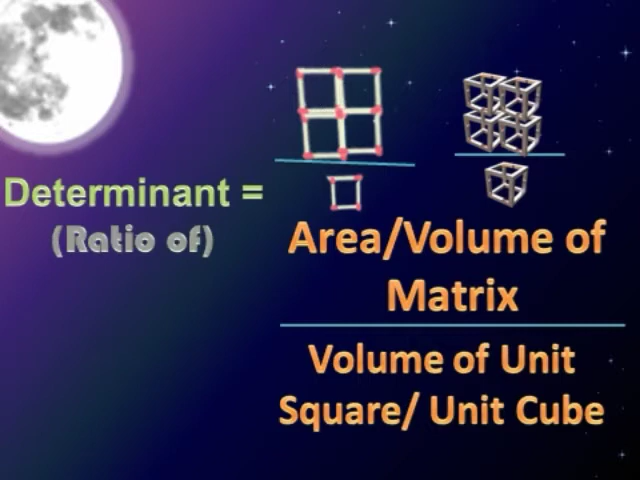 Determinant =
(Ratio of)
Area/Volume of
Matrix
Volume of Unit
Square/ Unit Cube